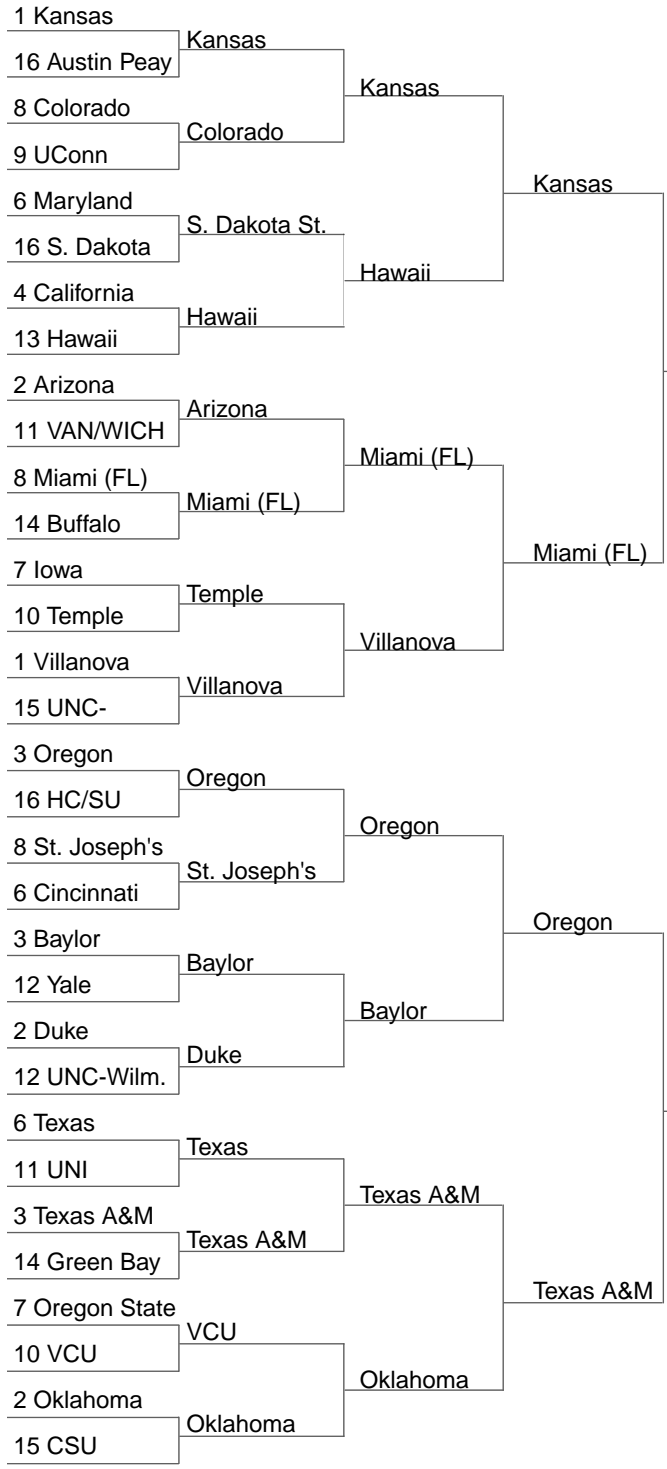 1 Kansas
16 Austin Peay
8 Colorado
9 UConn
6 Maryland
16 S. Dakota
4 California
13 Hawaii
2 Arizona
11 VAN/WICH
8 Miami (FL)
14 Buffalo
7 Iowa
10 Temple
1 Villanova
15 UNC-
3 Oregon
16 HC/SU
8 St. Joseph's
6 Cincinnati
3 Baylor
12 Yale
2 Duke
12 UNC-Wilm.
6 Texas
11 UNI
3 Texas A&M
14 Green Bay
7 Oregon State
10 VCU
2 Oklahoma
15 CSU
Kansas
Colorado
S. Dakota St.
Hawaii
Arizona
Miami (FL)
Temple
Villanova
Oregon
St. Joseph's
Baylor
Duke
Texas
Texas A&M
VCU
Oklahoma
Kansas
Hawaii
Miami (FL)
Villanova
Oregon
Baylor
Texas A&M
Oklahoma
Kansas
Miami (FL)
Oregon
Texas A&M